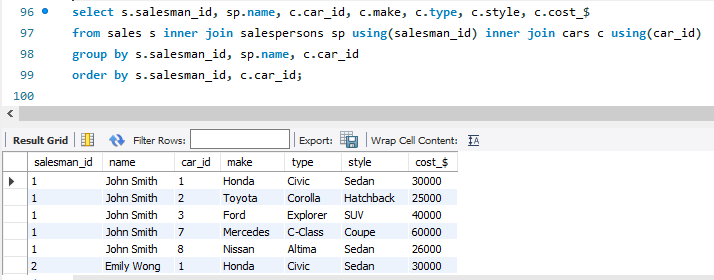 96 select s.salesman_id, sp.name, c.car_id, c.make, c.type, c.style, c.cost_$
97 from sales s inner join salespersons sp using(salesman_id) inner join cars c using(car_id)
98 group by s.salesman_id, sp.name, c.car_id
99 order by s.salesman_id, c.car_id;
100
Result Grid Filter Rows: Export: Wrap Cell Content: IA
salesman_id name car_id make type style cost_$
1 John Smith 1 Honda Civic Sedan 30000
1 John Smith 2 Toyota Corolla Hatchback 25000
1 John Smith 3 Ford Explorer SUV 40000
1 John Smith 7 Mercedes C-Class Coupe 60000
1 John Smith 8 Nissan Altima Sedan 26000
2 Emily Wong 1 Honda Civic Sedan 30000